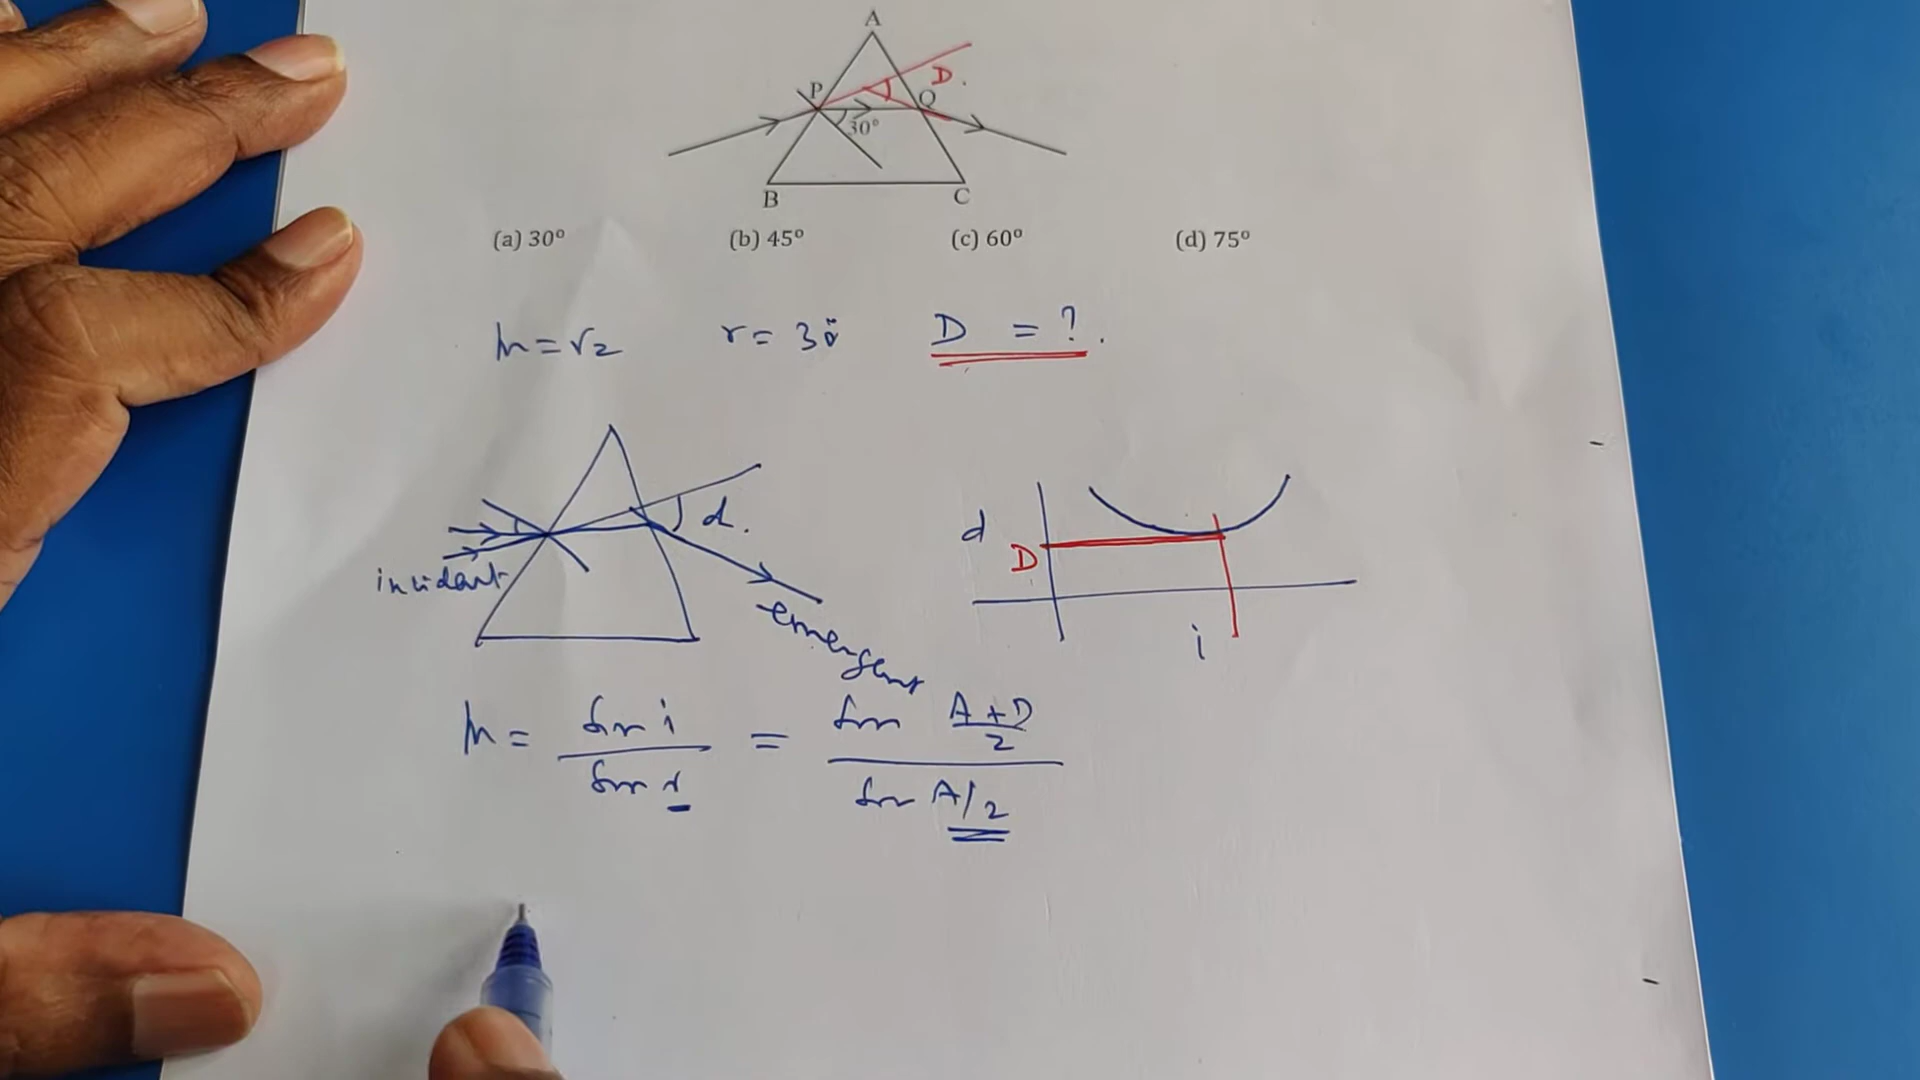 A
D.
P
Q
30°
B
C
(a) 30° (b) 45° (c) 60° (d) 75°
n = √2 r = 30° D = ?.
d.
d
D
incident
emergent
i
n = sin i / sin r = sin A+D/2 / sin A/2